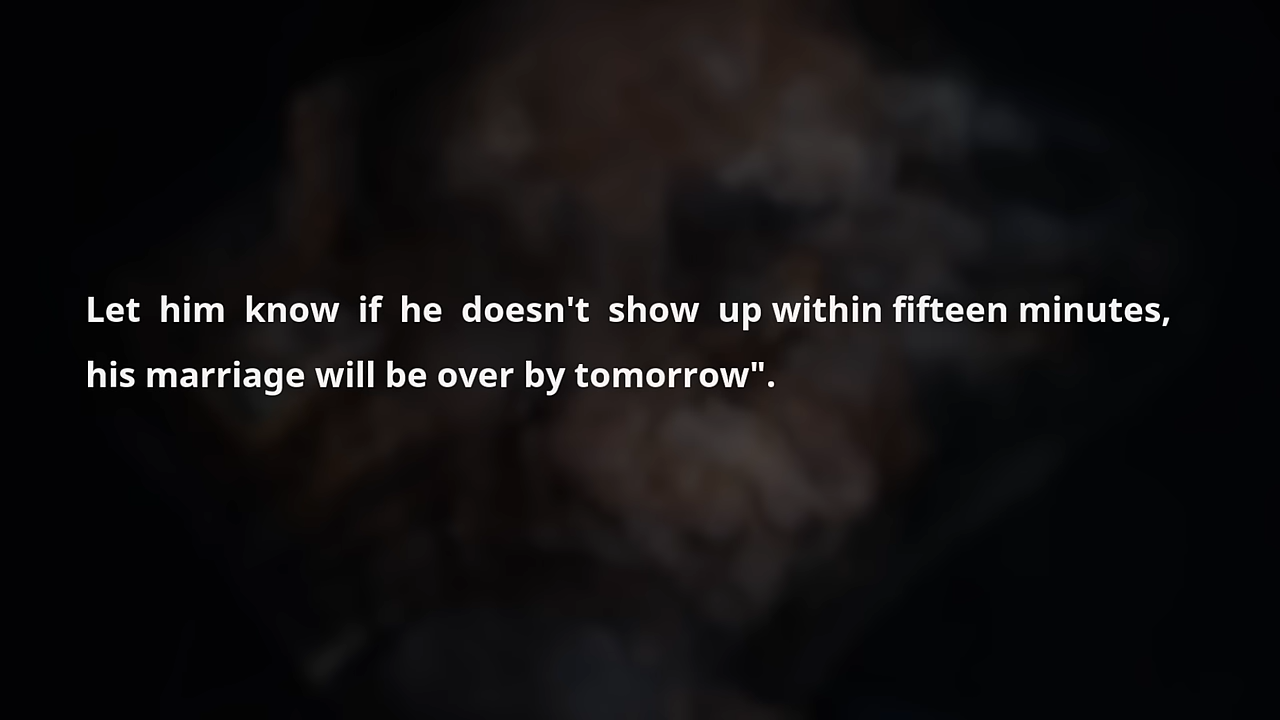 Let him know if he doesn't show up within fifteen minutes,
his marriage will be over by tomorrow".